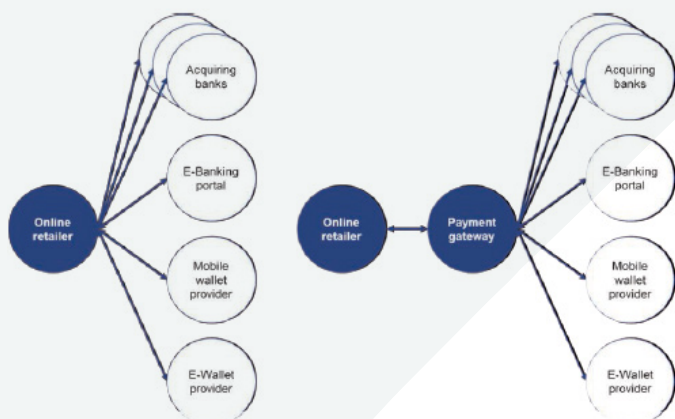 Acquiring
banks
E-Banking
portal
Online
retailer
Mobile
wallet
provider
E-Wallet
provider
Acquiring
banks
E-Banking
portal
Online
retailer
Payment
gateway
Mobile
wallet
provider
E-Wallet
provider